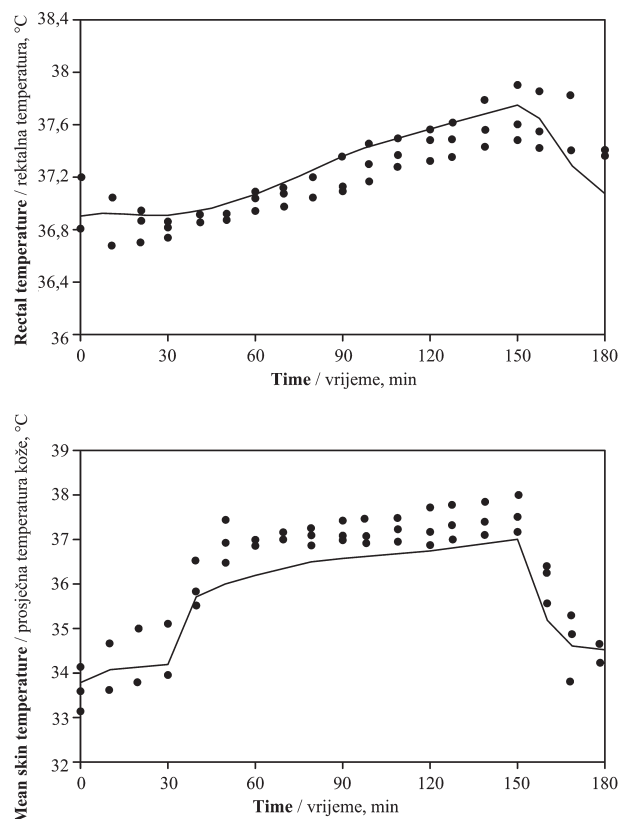 Rectal temperature / rektalna temperatura, °C
38,4
38
37,6
37,2
36,8
36,4
36
0 30 60 90 120 150 180
Time / vrijeme, min
Mean skin temperature / prosječna temperatura kože, °C
39
38
37
36
35
34
33
32
0 30 60 90 120 150 180
Time / vrijeme, min